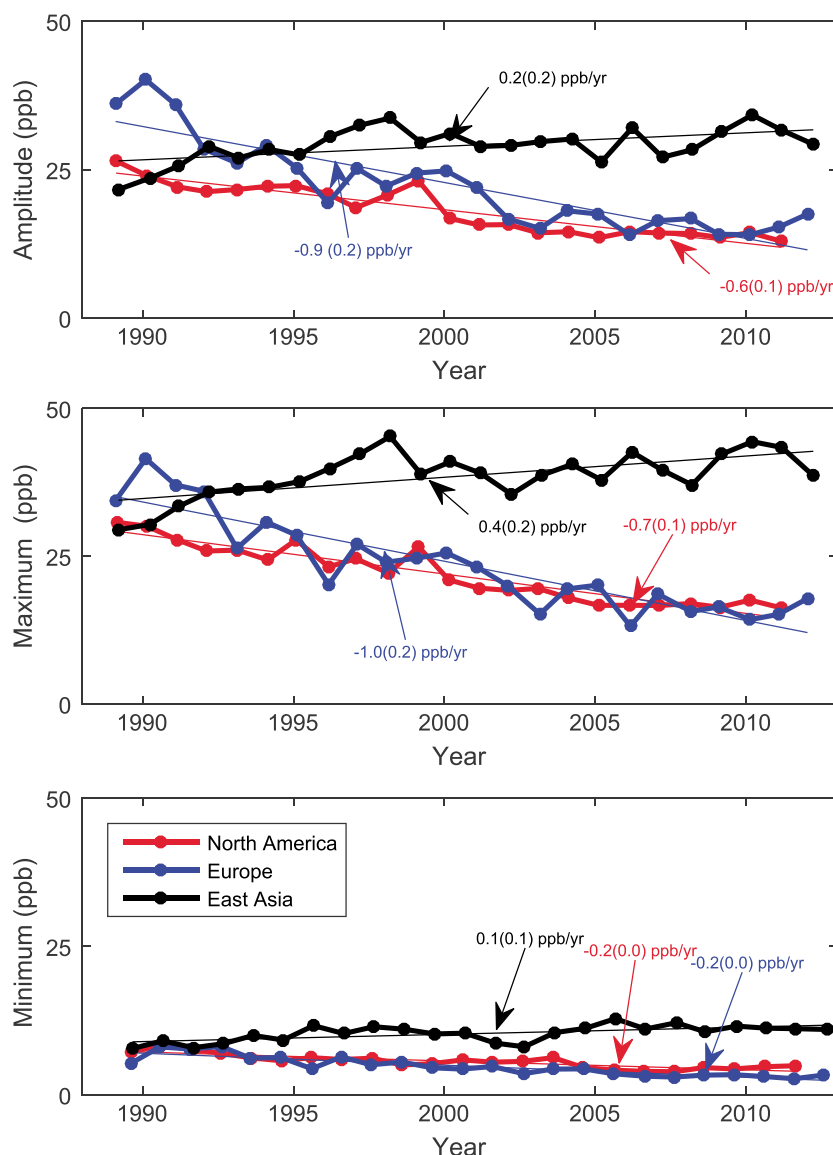 50
25
0
Amplitude (ppb)
0.2(0.2) ppb/yr
-0.9 (0.2) ppb/yr
-0.6(0.1) ppb/yr
1990 1995 2000 2005 2010
Year
50
25
0
Maximum (ppb)
0.4(0.2) ppb/yr
-0.7(0.1) ppb/yr
-1.0(0.2) ppb/yr
1990 1995 2000 2005 2010
Year
50
25
0
Minimum (ppb)
North America
Europe
East Asia
0.1(0.1) ppb/yr
-0.2(0.0) ppb/yr
-0.2(0.0) ppb/yr
1990 1995 2000 2005 2010
Year